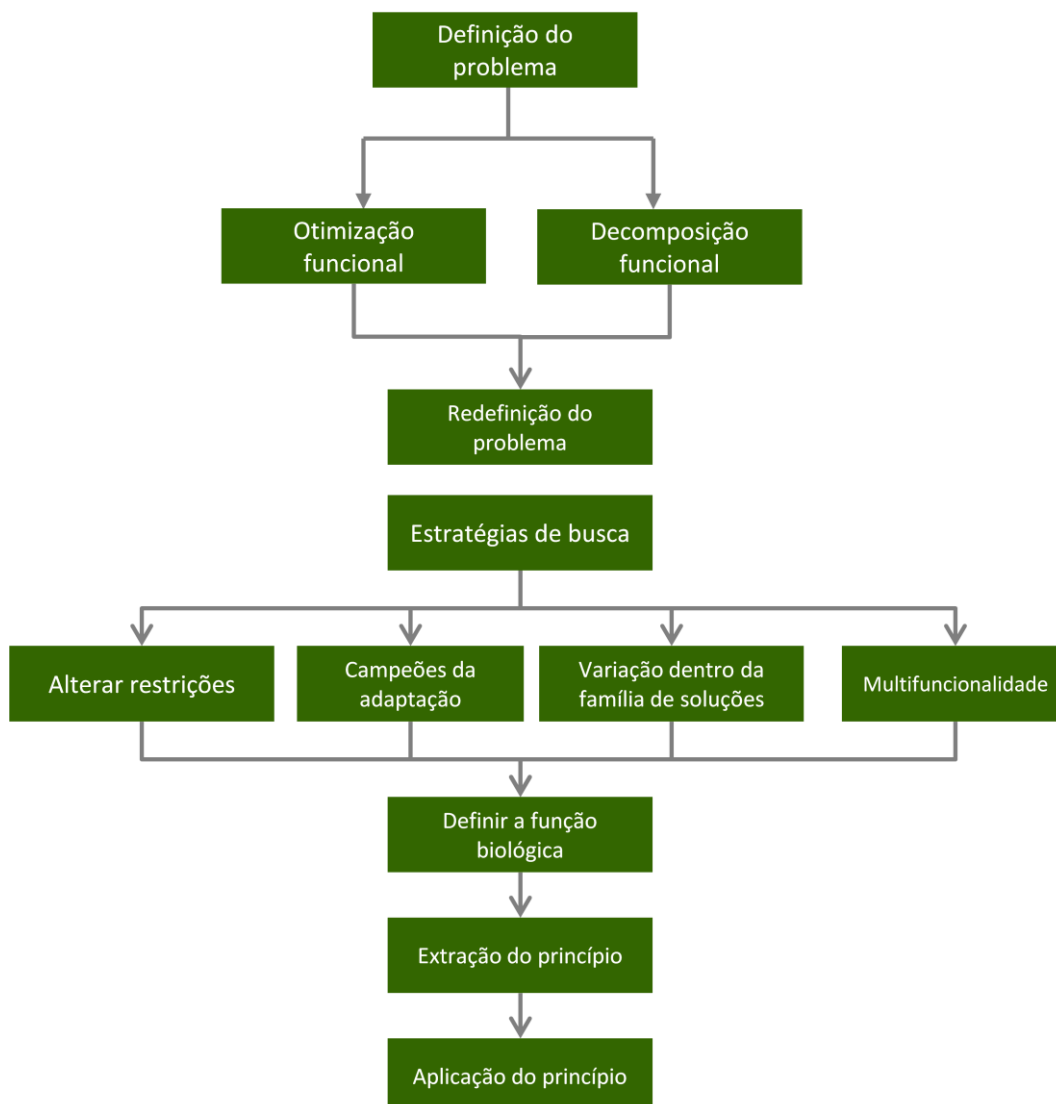 Definição do
problema
Otimização
funcional
Decomposição
funcional
Redefinição do
problema
Estratégias de busca
Alterar restrições
Campeões da
adaptação
Variação dentro da
família de soluções
Multifuncionalidade
Definir a função
biológica
Extração do princípio
Aplicação do princípio